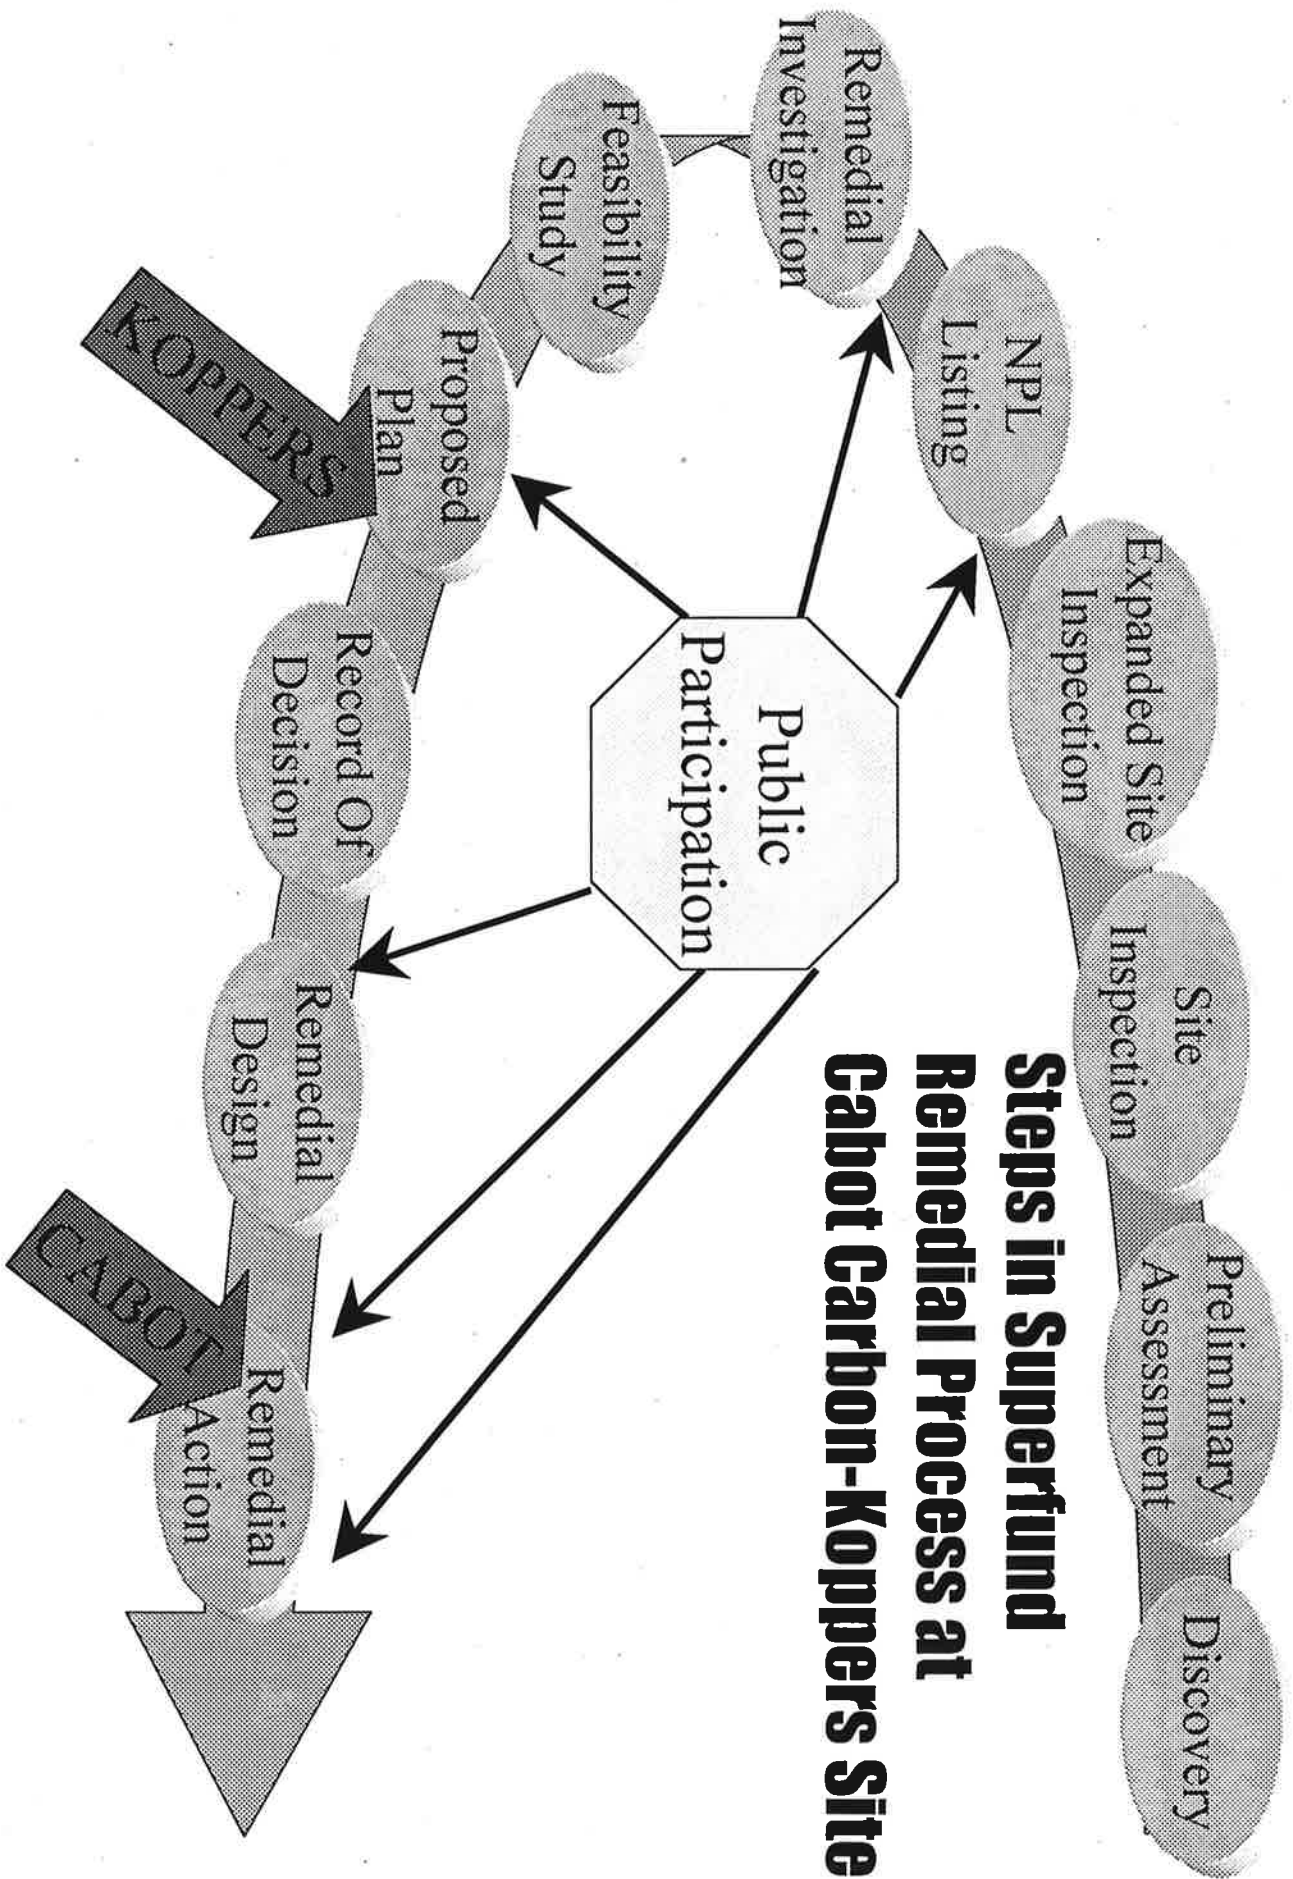 Steps in Superfund
Remedial Process at
Cabot Carbon-Koppers Site
Discovery
Preliminary
Assessment
Site
Inspection
Expanded Site
Inspection
NPL
Listing
Remedial
Investigation
Feasibility
Study
Proposed
Plan
KOPPERS
Record Of
Decision
Remedial
Design
CABOT
Remedial
Action
Public
Participation